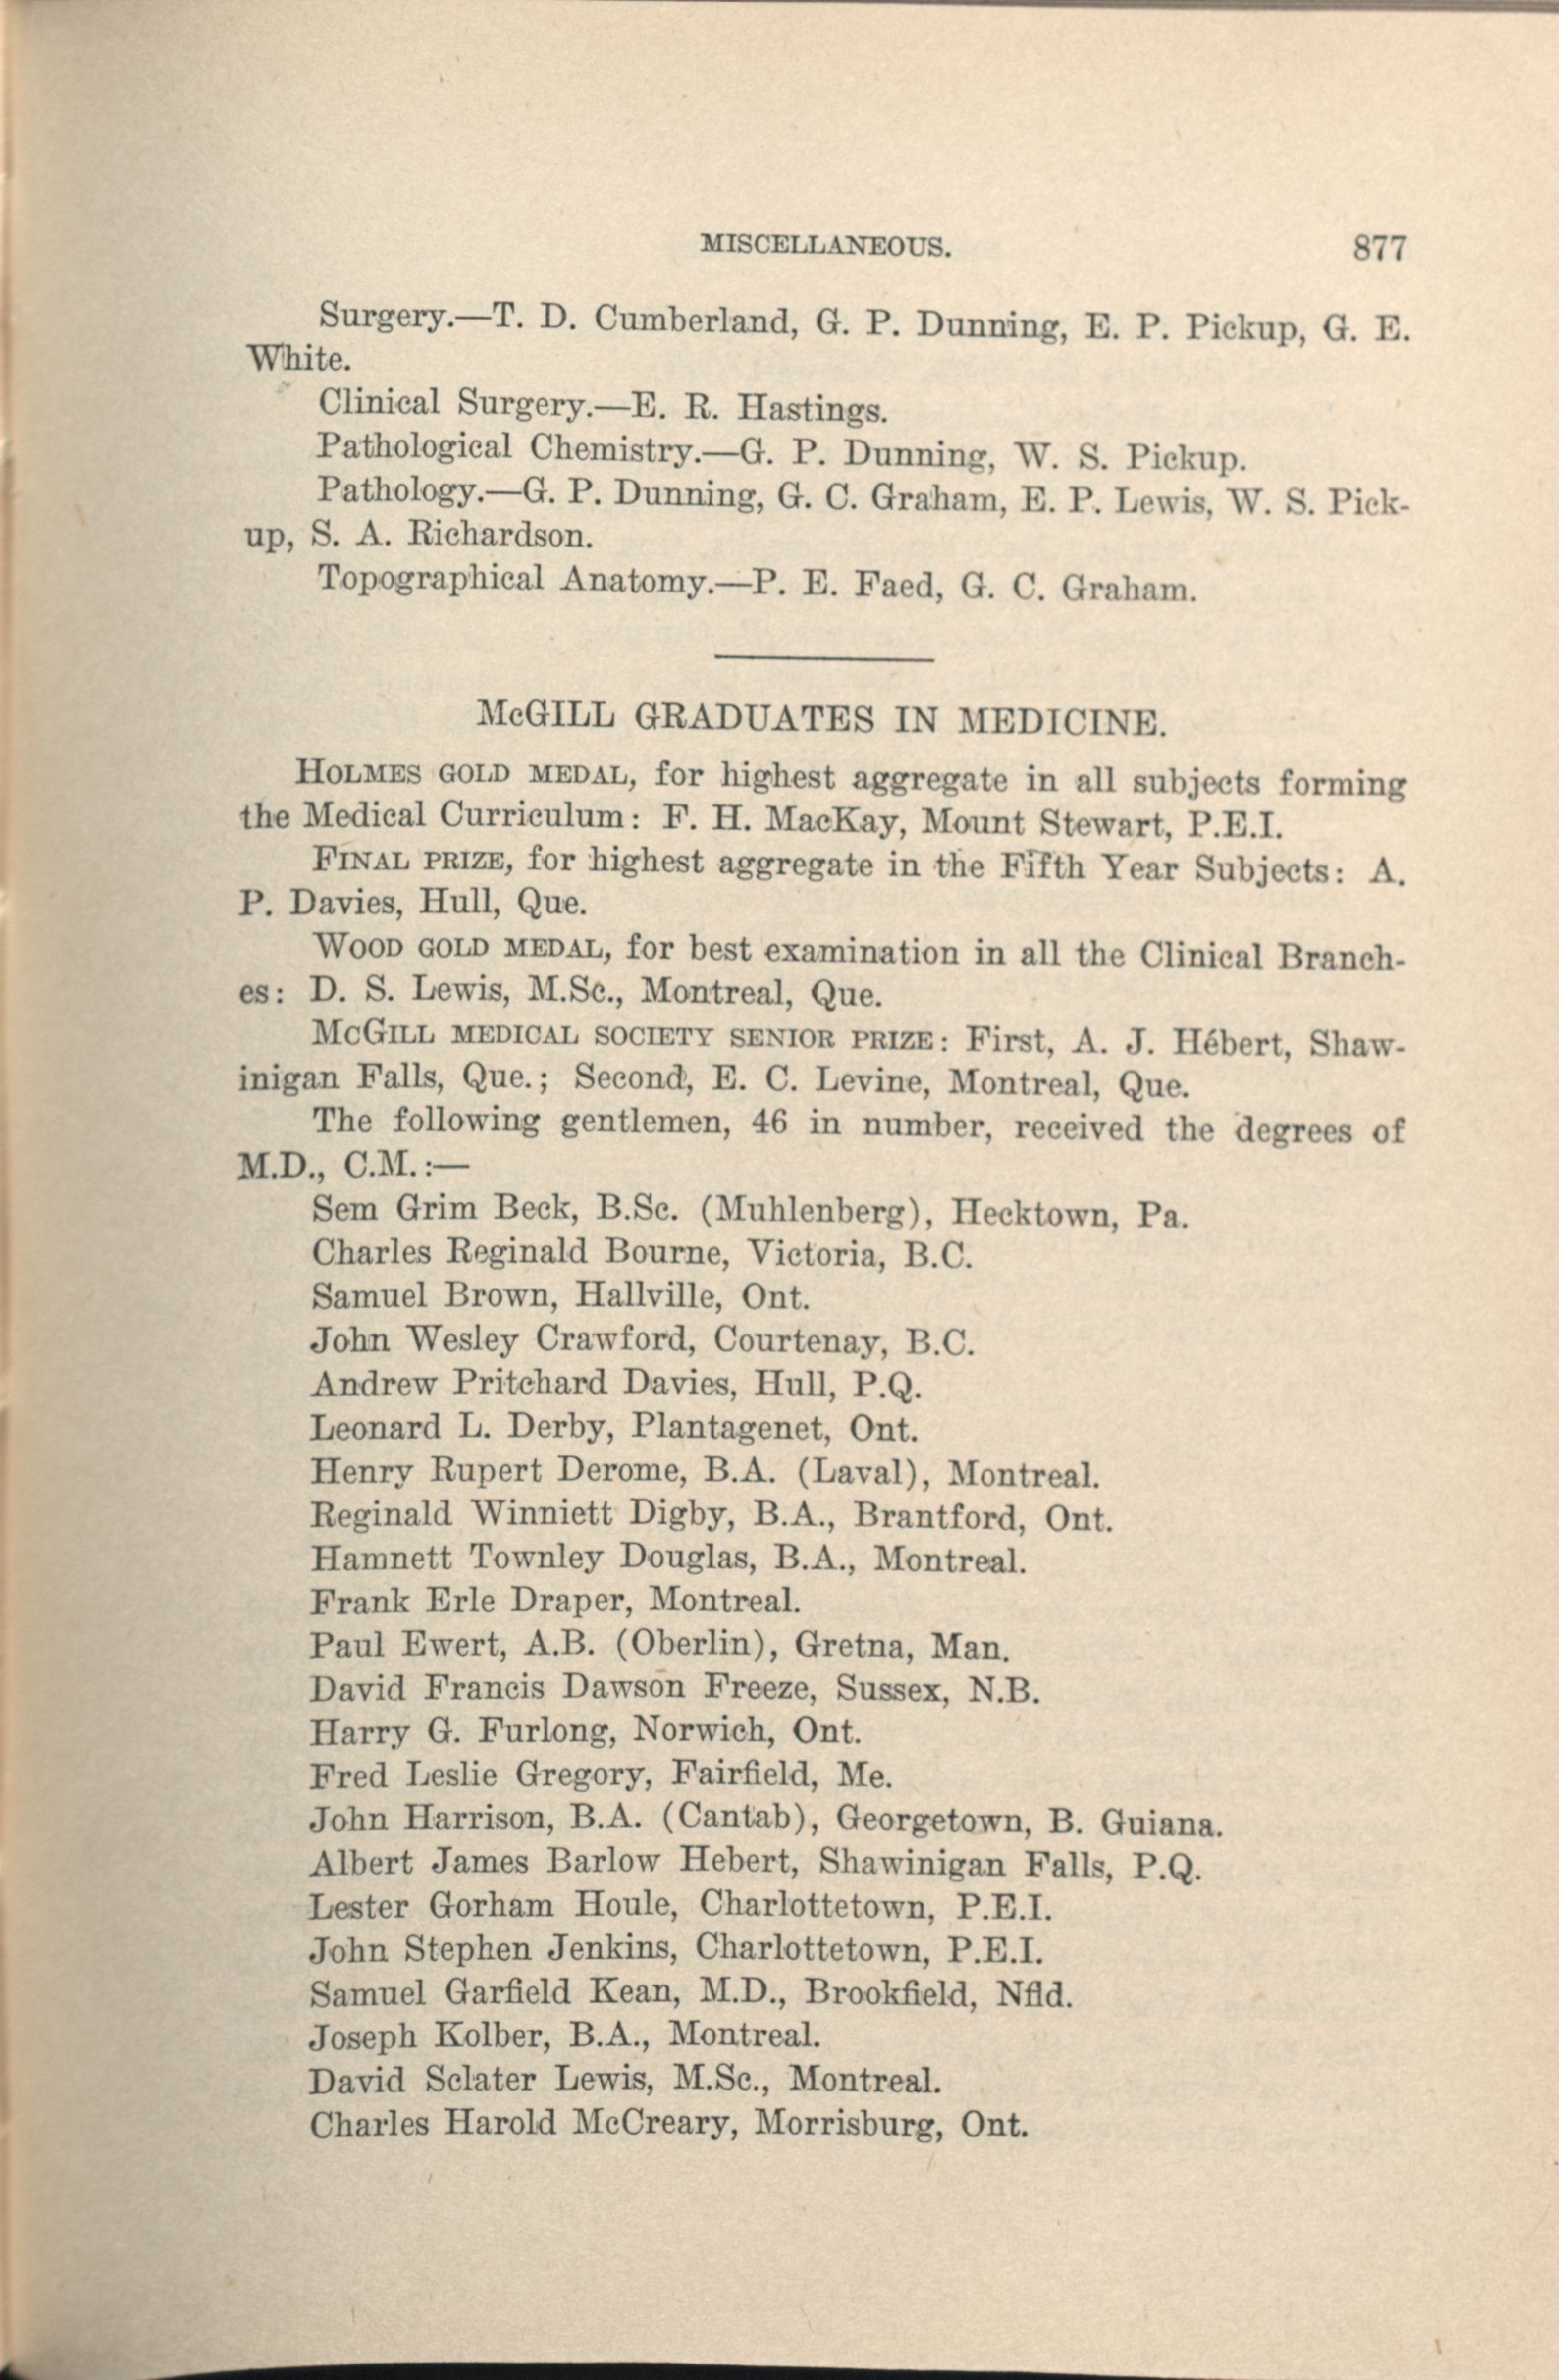 MISCELLANEOUS. 877
Surgery.—T. D. Cumberland, G. P. Dunning, E. P. Pickup, G. E.
White.
Clinical Surgery.—E. R. Hastings.
Pathological Chemistry.—G. P. Dunning, W. S. Pickup.
Pathology.—G. P. Dunning, G. C. Graham, E. P. Lewis, W. S. Pick-
up, S. A. Richardson.
Topographical Anatomy.—P. E. Faed, G. C. Graham.
McGILL GRADUATES IN MEDICINE.
HOLMES GOLD MEDAL, for highest aggregate in all subjects forming
the Medical Curriculum: F. H. MacKay, Mount Stewart, P.E.I.
FINAL PRIZE, for highest aggregate in the Fifth Year Subjects: A.
P. Davies, Hull, Que.
WOOD GOLD MEDAL, for best examination in all the Clinical Branch-
es: D. S. Lewis, M.Sc., Montreal, Que.
MCGILL MEDICAL SOCIETY SENIOR PRIZE: First, A. J. Hébert, Shaw-
inigan Falls, Que.; Second, E. C. Levine, Montreal, Que.
The following gentlemen, 46 in number, received the degrees of
M.D., C.M.:—
Sem Grim Beck, B.Sc. (Muhlenberg), Hecktown, Pa.
Charles Reginald Bourne, Victoria, B.C.
Samuel Brown, Hallville, Ont.
John Wesley Crawford, Courtenay, B.C.
Andrew Pritchard Davies, Hull, P.Q.
Leonard L. Derby, Plantagenet, Ont.
Henry Rupert Derome, B.A. (Laval), Montreal.
Reginald Winniett Digby, B.A., Brantford, Ont.
Hamnett Townley Douglas, B.A., Montreal.
Frank Erle Draper, Montreal.
Paul Ewert, A.B. (Oberlin), Gretna, Man.
David Francis Dawson Freeze, Sussex, N.B.
Harry G. Furlong, Norwich, Ont.
Fred Leslie Gregory, Fairfield, Me.
John Harrison, B.A. (Cantab), Georgetown, B. Guiana.
Albert James Barlow Hebert, Shawinigan Falls, P.Q.
Lester Gorham Houle, Charlottetown, P.E.I.
John Stephen Jenkins, Charlottetown, P.E.I.
Samuel Garfield Kean, M.D., Brookfield, Nfld.
Joseph Kolber, B.A., Montreal.
David Sclater Lewis, M.Sc., Montreal.
Charles Harold McCreary, Morrisburg, Ont.